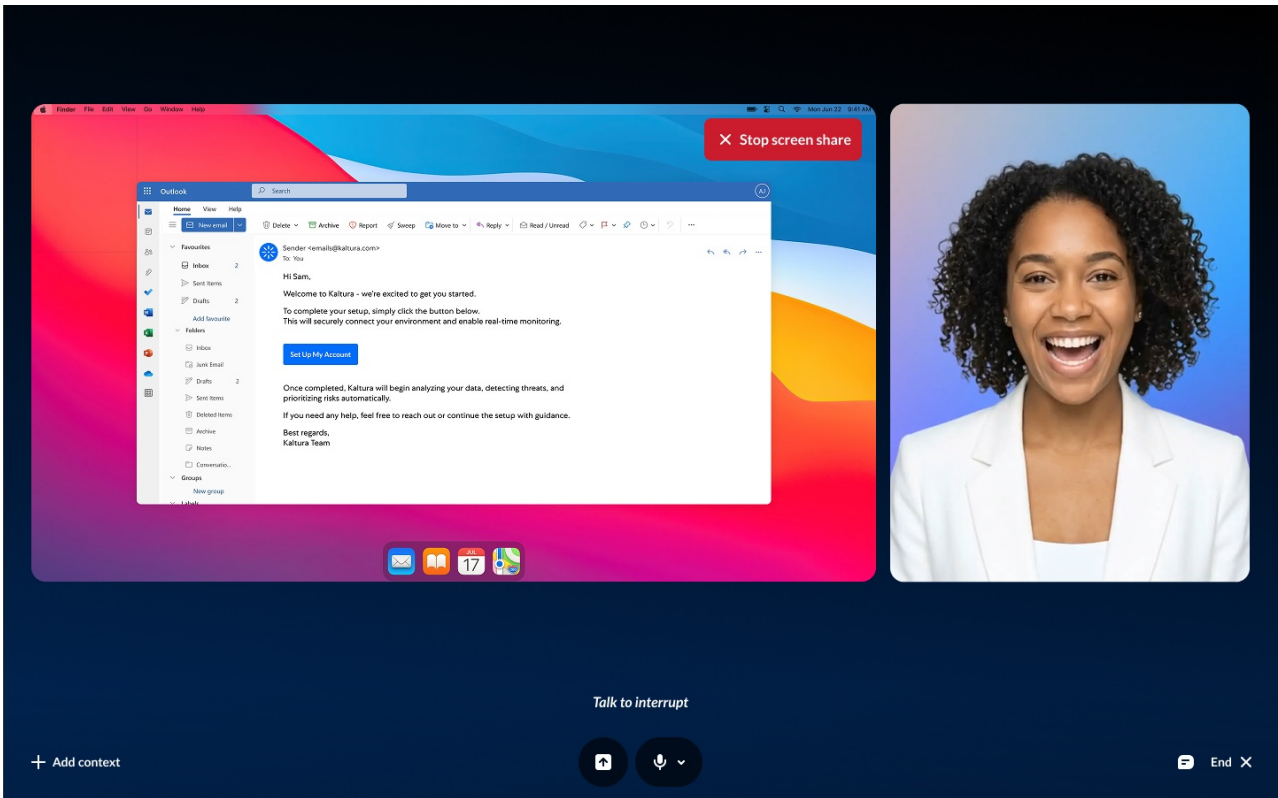 Finder File Edit View Go Window Help
Mon Jun 22 9:41 AM
Stop screen share
Outlook
Search
AJ
Home View Help
New email
Delete Archive Report Sweep Move to Reply Read / Unread
Favourites
Inbox 2
Sent Items
Drafts 2
Add favourite
Folders
Inbox
Junk Email
Drafts 2
Sent Items
Deleted Items
Archive
Notes
Conversatio..
Groups
New group
Labels
Sender <emails@kaltura.com>
To: You
Hi Sam,
Welcome to Kaltura - we're excited to get you started.
To complete your setup, simply click the button below.
This will securely connect your environment and enable real-time monitoring.
Set Up My Account
Once completed, Kaltura will begin analyzing your data, detecting threats, and
prioritizing risks automatically.
If you need any help, feel free to reach out or continue the setup with guidance.
Best regards,
Kaltura Team
JUL
17
Talk to interrupt
Add context
End